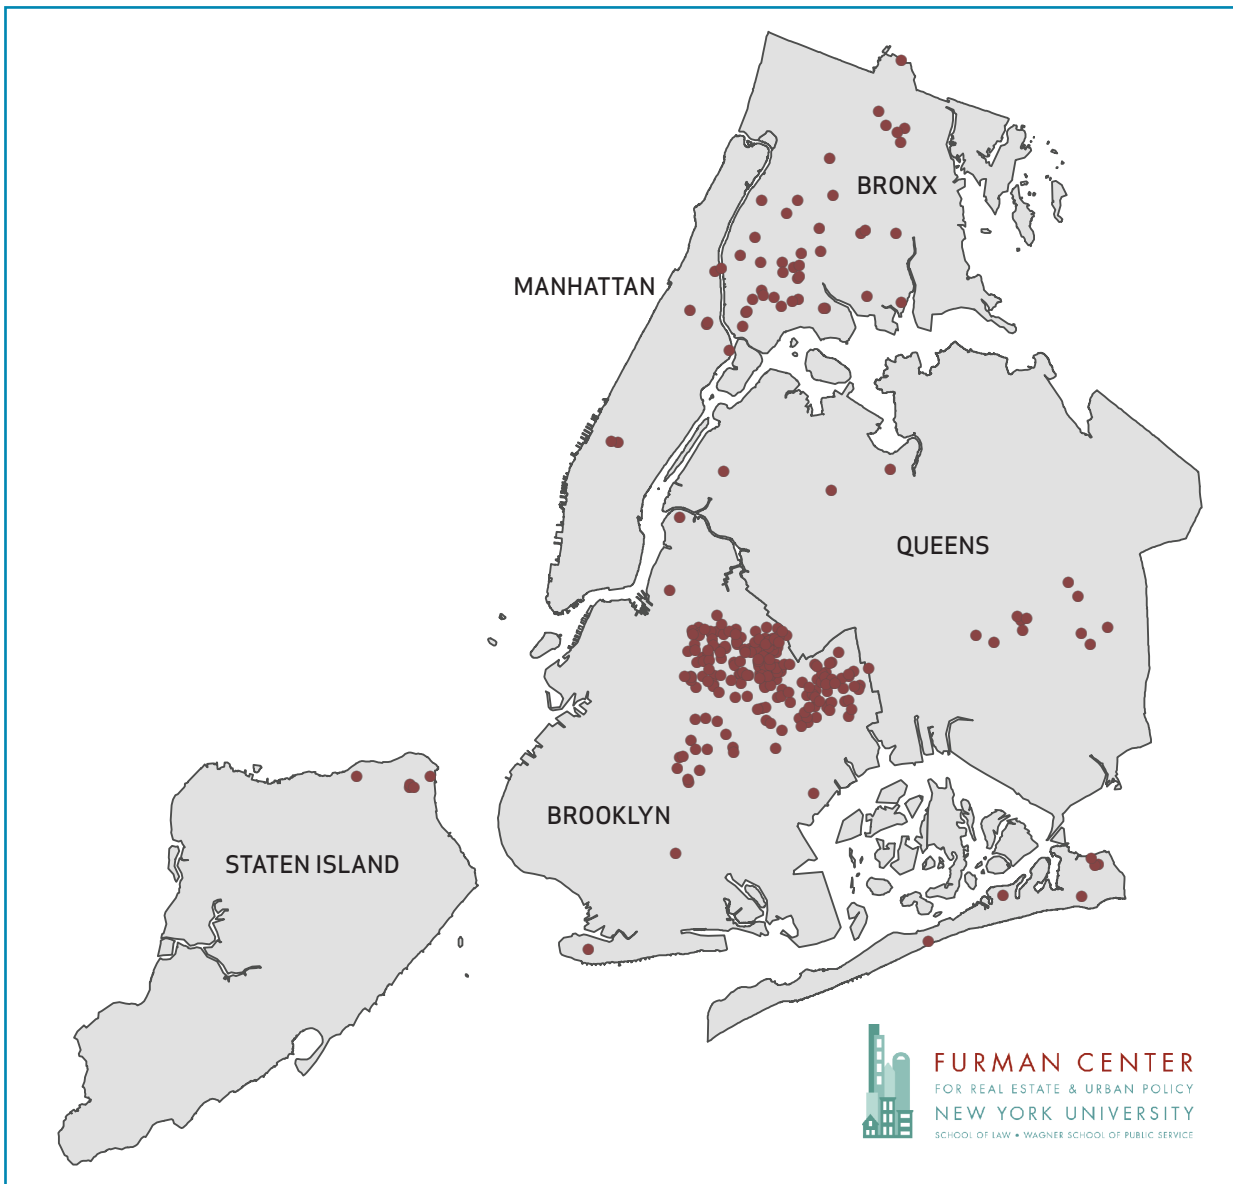 BRONX
MANHATTAN
QUEENS
BROOKLYN
STATEN ISLAND
FURMAN CENTER
FOR REAL ESTATE & URBAN POLICY
NEW YORK UNIVERSITY
SCHOOL OF LAW • WAGNER SCHOOL OF PUBLIC SERVICE